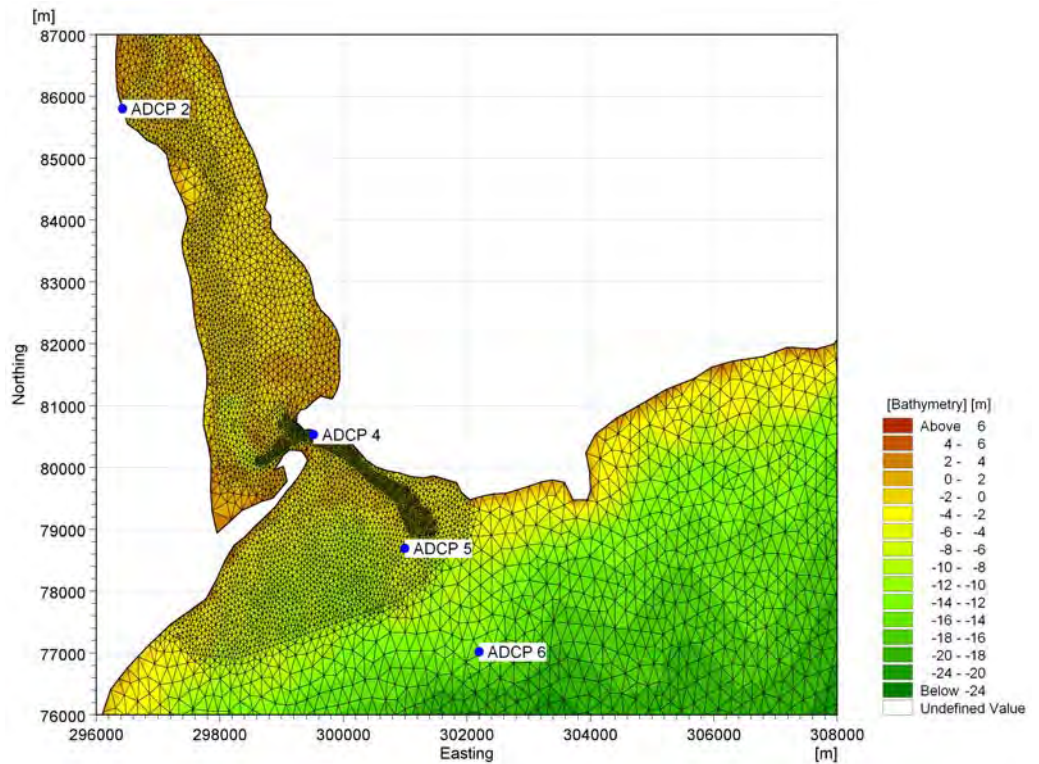 [m]
87000
86000
ADCP 2
85000
84000
83000
Northing
82000
81000
ADCP 4
80000
79000
ADCP 5
78000
77000
ADCP 6
76000
296000 298000 300000 302000 304000 306000 308000
Easting [m]
[Bathymetry] [m]
Above 6
4 - 6
2 - 4
0 - 2
-2 - 0
-4 - -2
-6 - -4
-8 - -6
-10 - -8
-12 - -10
-14 - -12
-16 - -14
-18 - -16
-20 - -18
-24 - -20
Below -24
Undefined Value